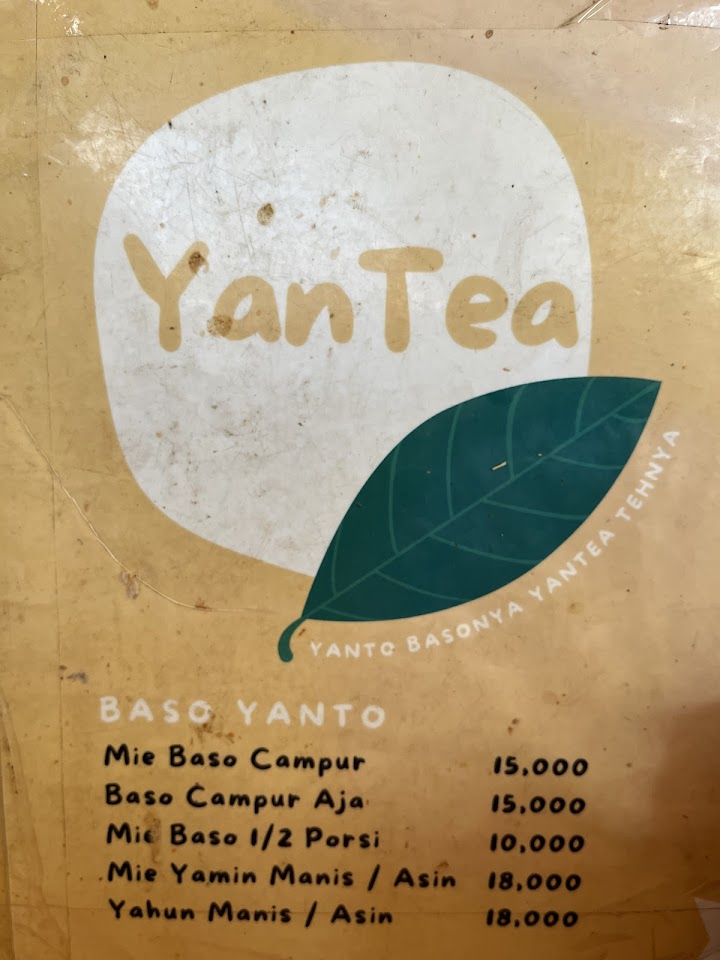 YanTea
YANTO BASONYA YANTEA TEHNYA
BASO YANTO
Mie Baso Campur 15,000
Baso Campur Aja 15,000
Mie Baso 1/2 Porsi 10,000
Mie Yamin Manis / Asin 18,000
Yahun Manis / Asin 18,000